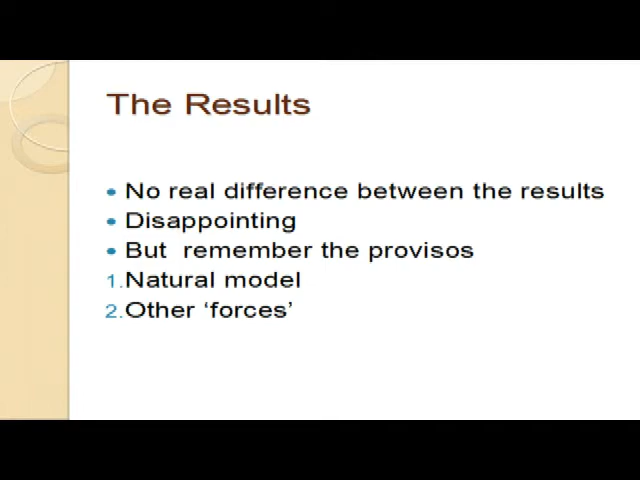 The Results
• No real difference between the results
• Disappointing
• But remember the provisos
1. Natural model
2. Other ‘forces’